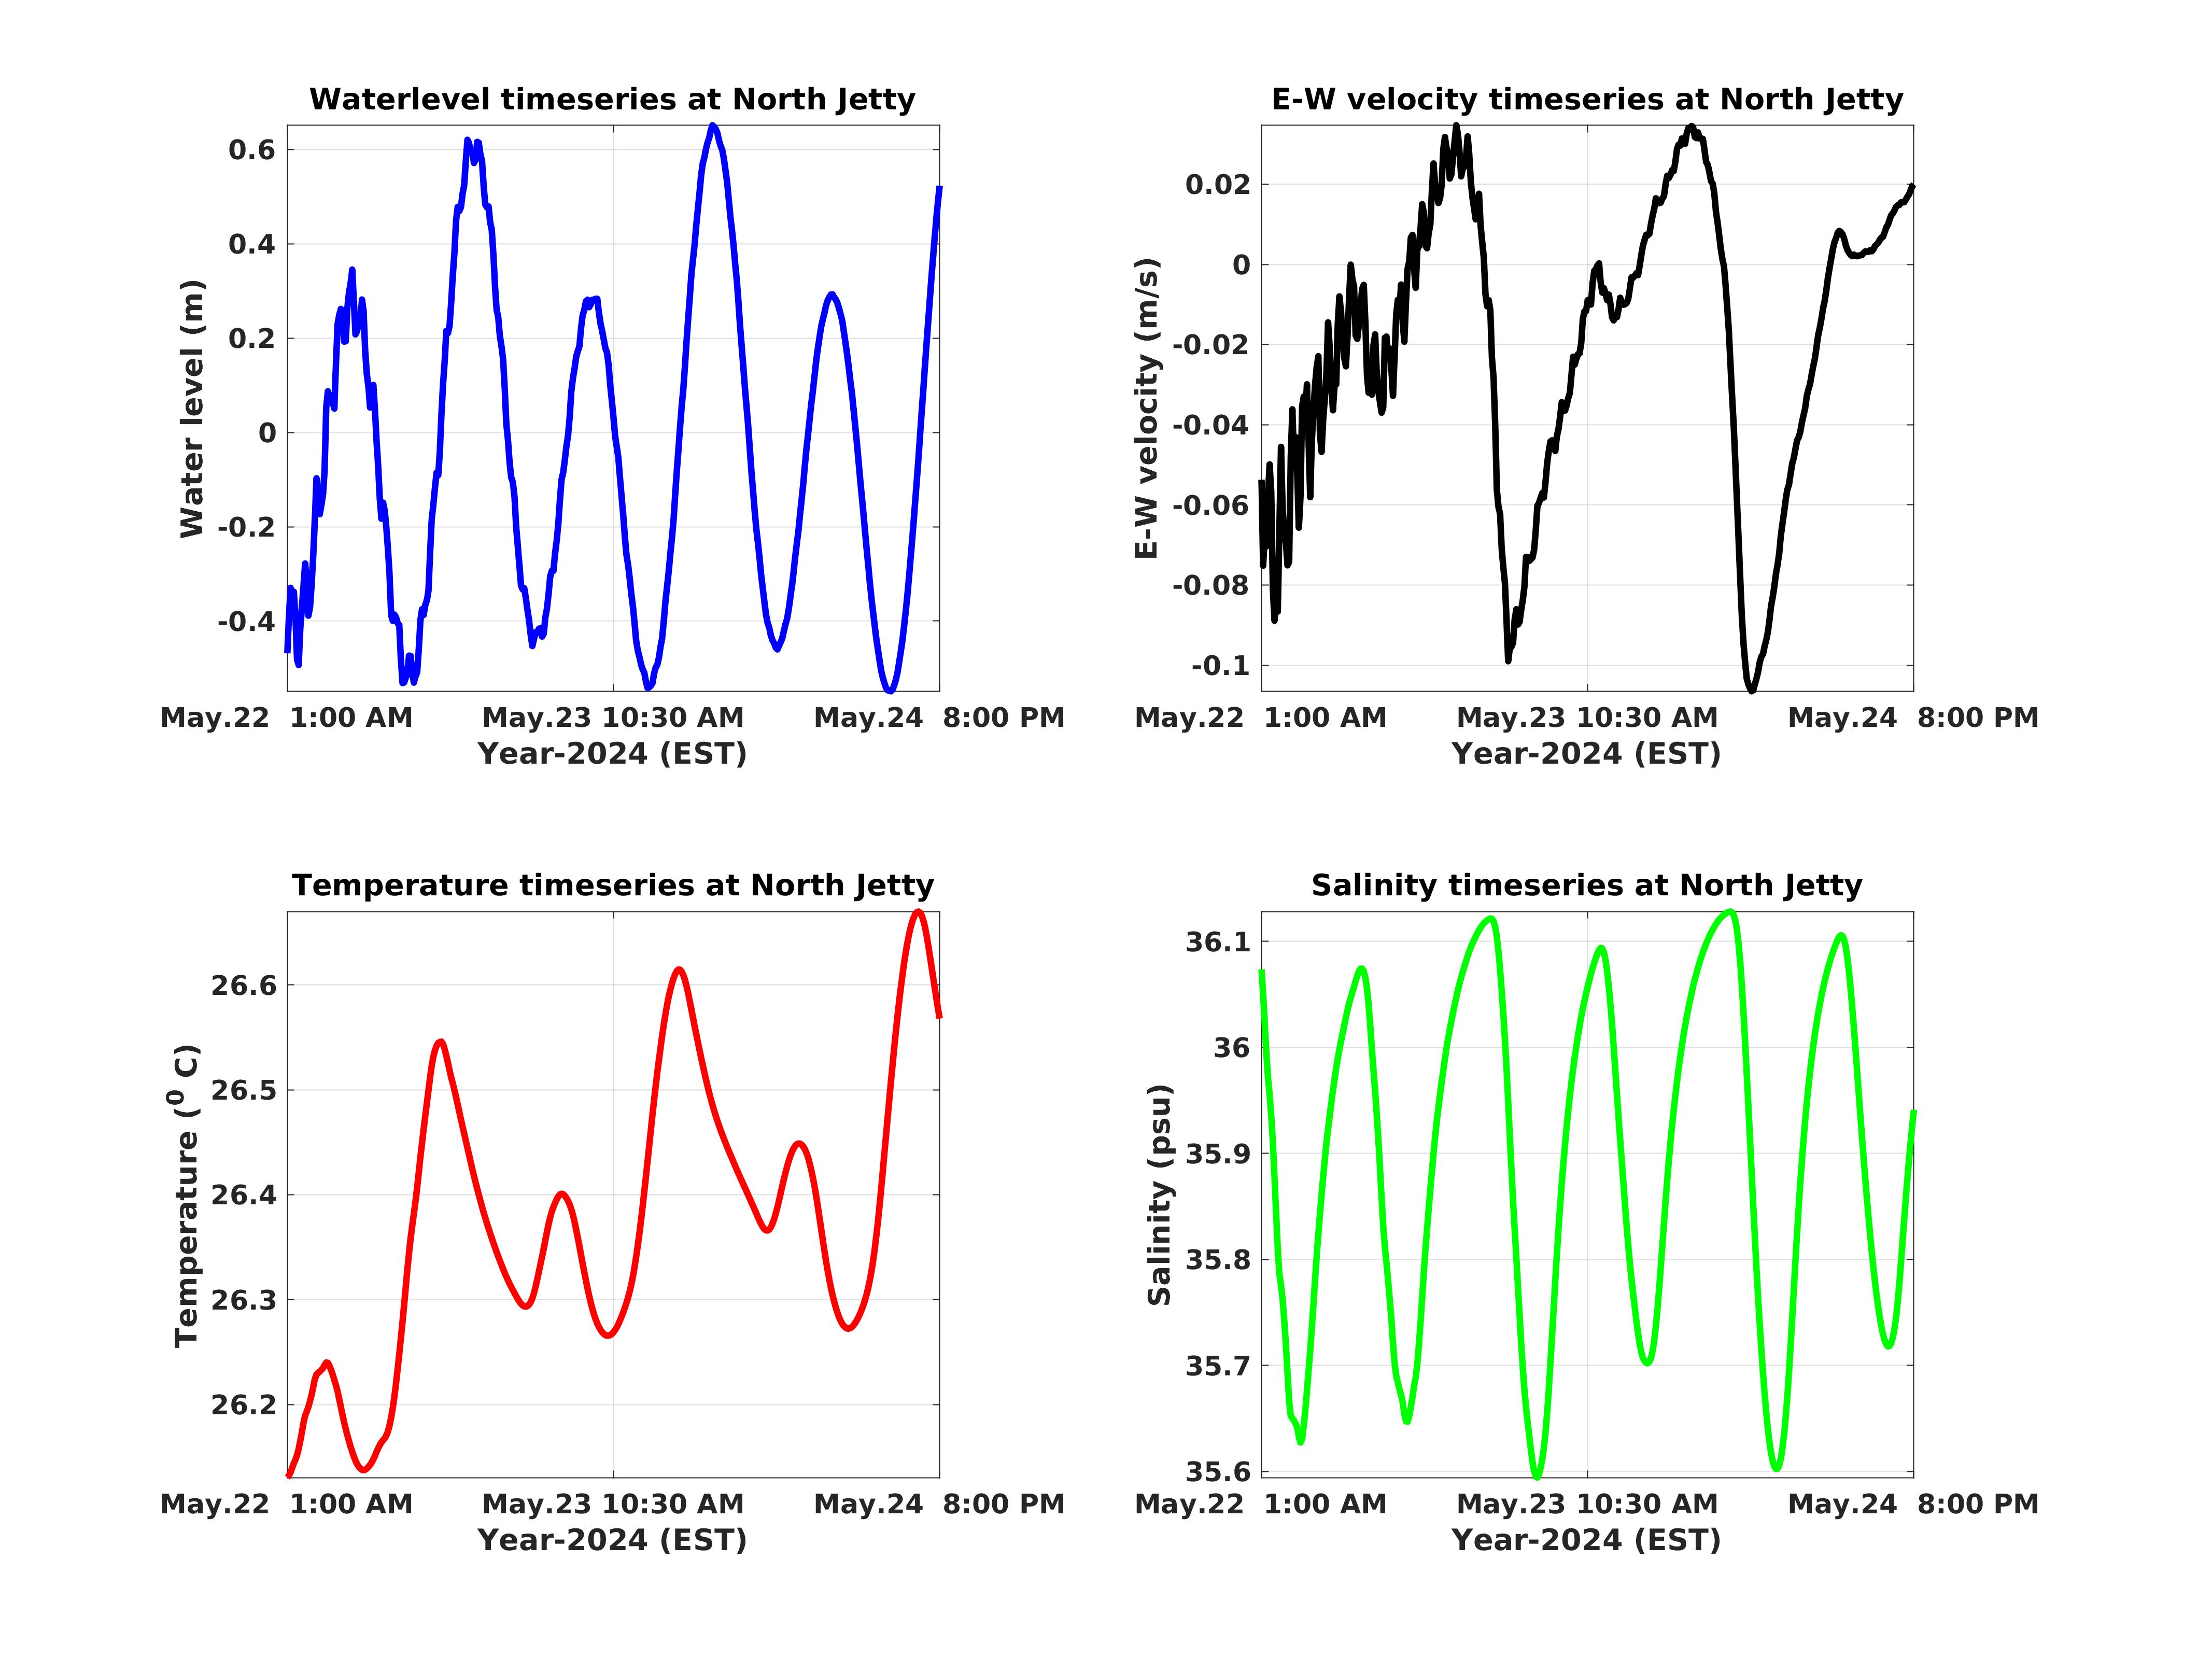 Waterlevel timeseries at North Jetty
0.6
0.4
0.2
0
-0.2
-0.4
Water level (m)
May.22 1:00 AM May.23 10:30 AM May.24 8:00 PM
Year-2024 (EST)
E-W velocity timeseries at North Jetty
0.02
0
-0.02
-0.04
-0.06
-0.08
-0.1
E-W velocity (m/s)
May.22 1:00 AM May.23 10:30 AM May.24 8:00 PM
Year-2024 (EST)
Temperature timeseries at North Jetty
26.6
26.5
26.4
26.3
26.2
Temperature (⁰ C)
May.22 1:00 AM May.23 10:30 AM May.24 8:00 PM
Year-2024 (EST)
Salinity timeseries at North Jetty
36.1
36
35.9
35.8
35.7
35.6
Salinity (psu)
May.22 1:00 AM May.23 10:30 AM May.24 8:00 PM
Year-2024 (EST)